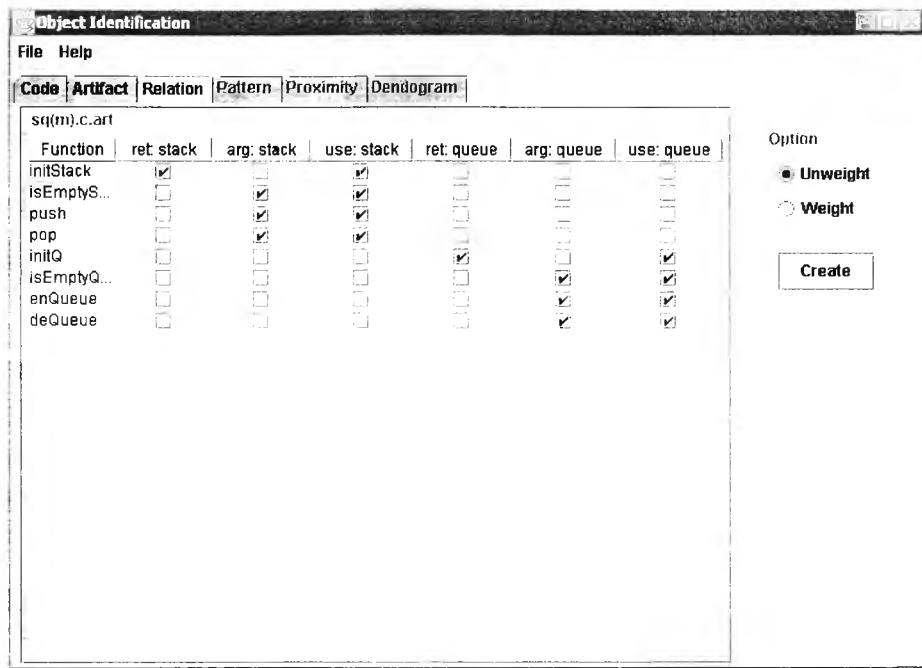 Object Identification
File Help
Code Artifact Relation Pattern Proximity Dendogram
sq(m).c.art
Function ret: stack arg: stack use: stack ret: queue arg: queue use: queue
initStack
isEmptyS...
push
pop
initQ
isEmptyQ...
enQueue
deQueue
Option
Unweight
Weight
Create